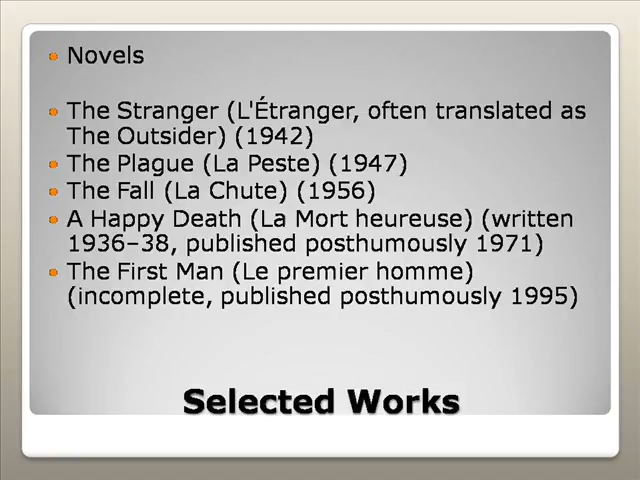 Novels
The Stranger (L'Étranger, often translated as
The Outsider) (1942)
The Plague (La Peste) (1947)
The Fall (La Chute) (1956)
A Happy Death (La Mort heureuse) (written
1936–38, published posthumously 1971)
The First Man (Le premier homme)
(incomplete, published posthumously 1995)
Selected Works